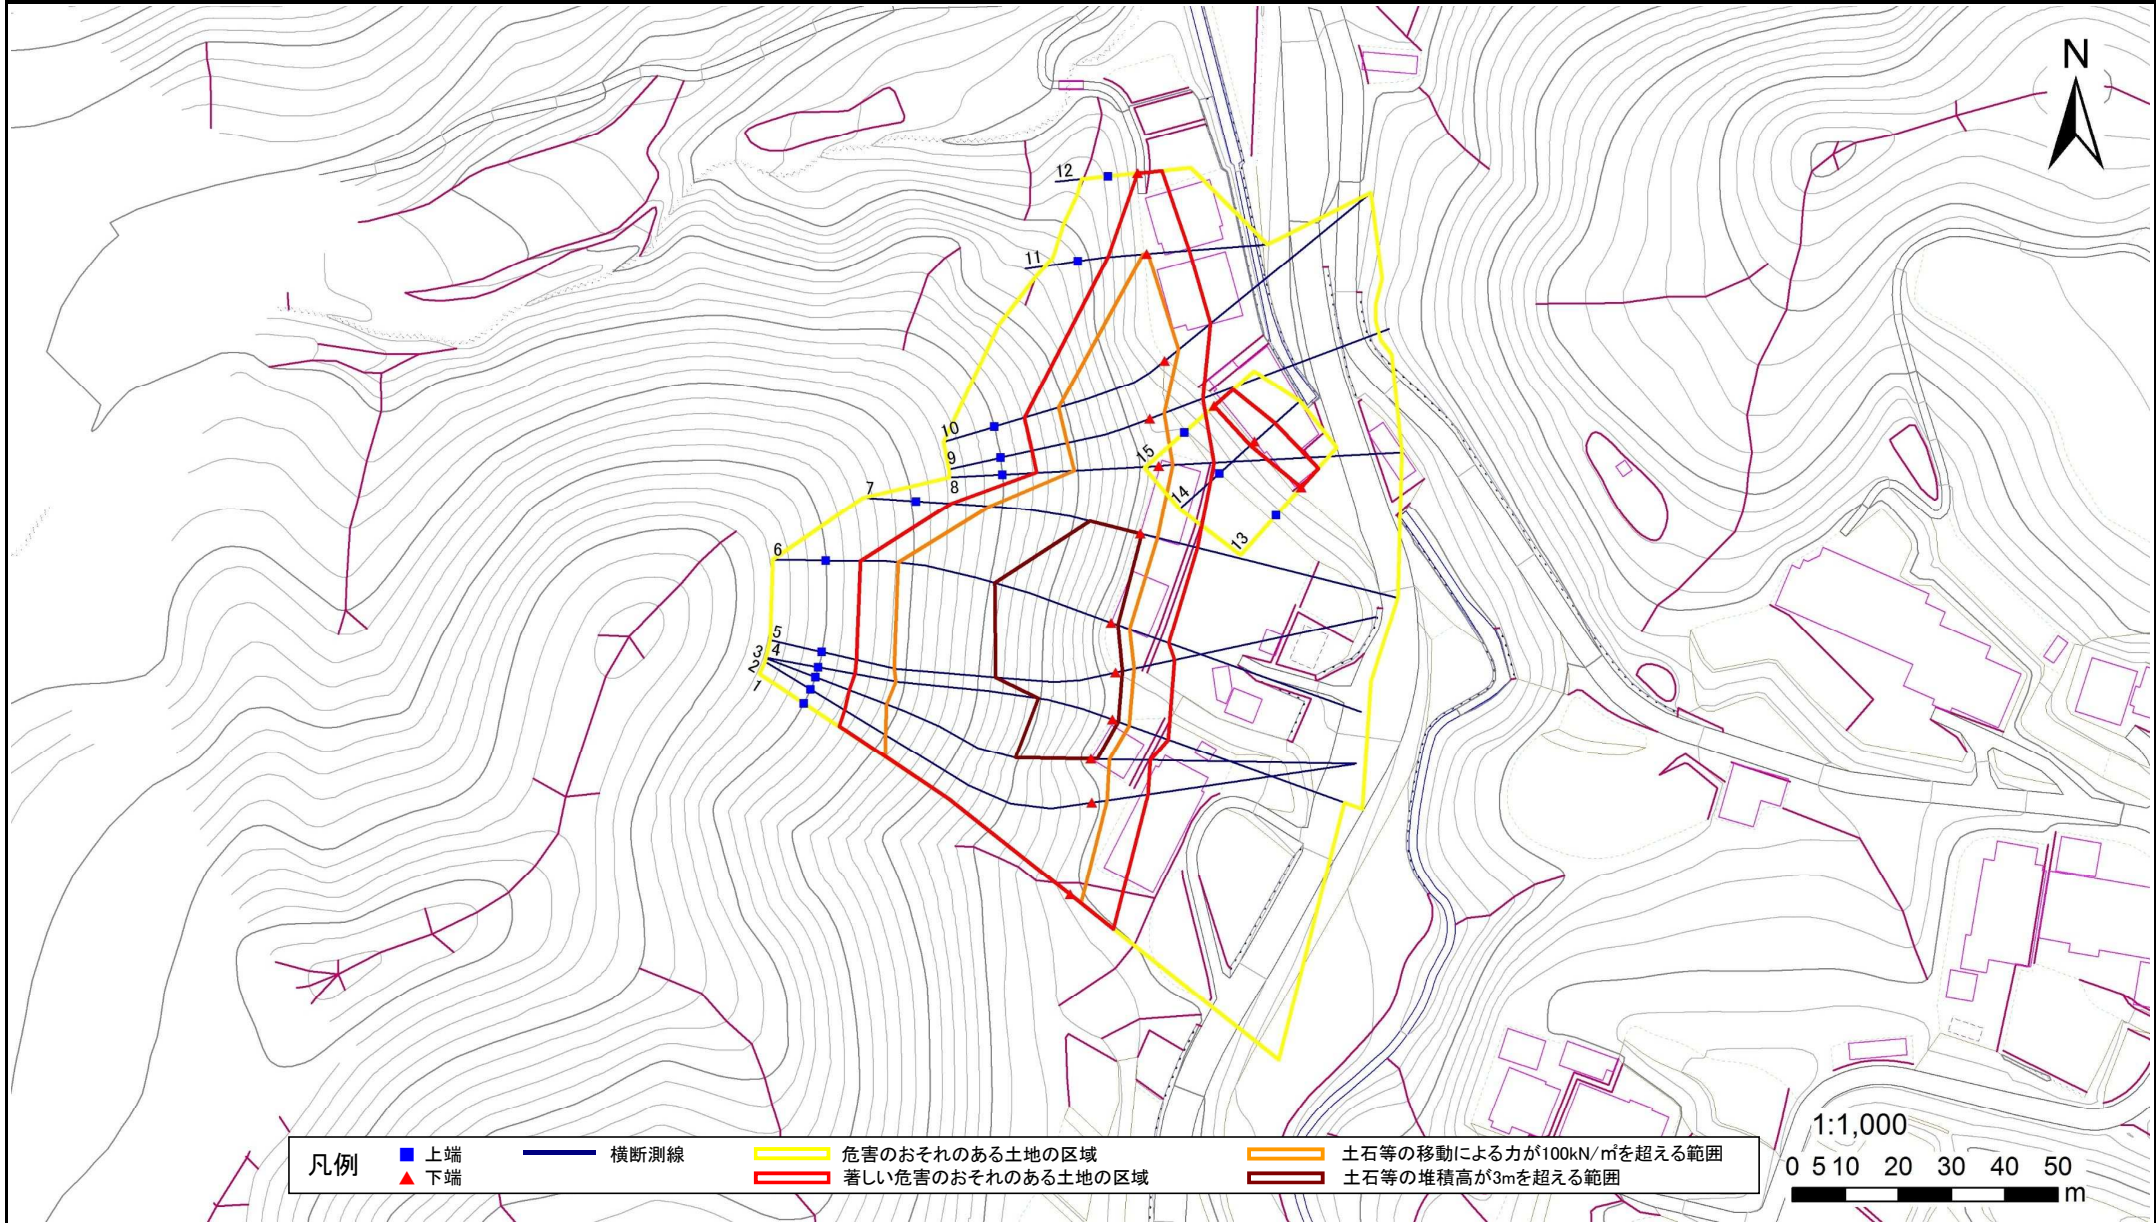 N
12
11
10
9
8
7
6
5
4
3
2
1
15
14
13
凡例
上端
下端
横断測線
危害のおそれのある土地の区域
著しい危害のおそれのある土地の区域
土石等の移動による力が100kN/㎡を超える範囲
土石等の堆積高が3mを超える範囲
1:1,000
0 5 10 20 30 40 50
m